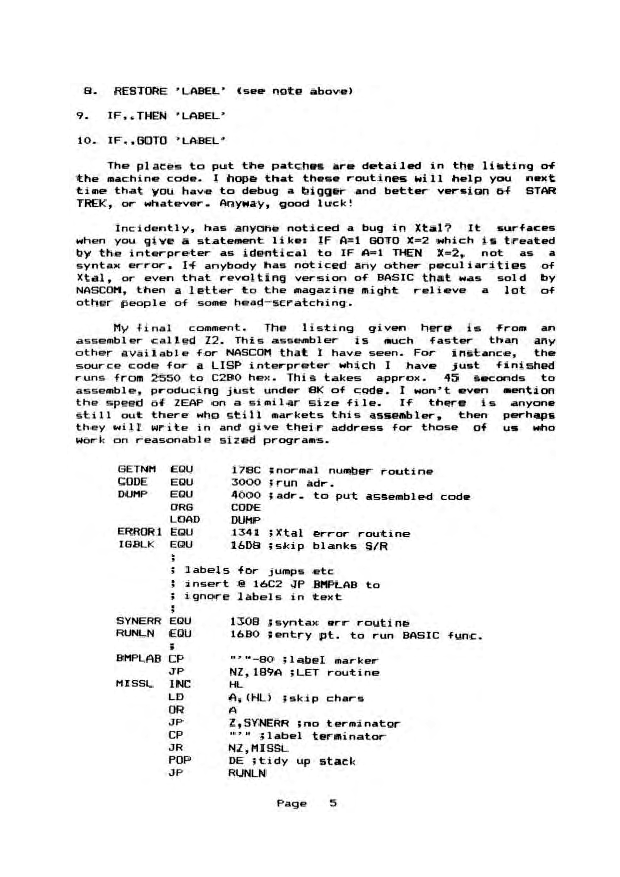 8. RESTORE 'LABEL' (see note above)
9. IF..THEN 'LABEL'
10. IF..GOTO 'LABEL'
The places to put the patches are detailed in the listing of
the machine code. I hope that these routines will help you next
time that you have to debug a bigger and better version of STAR
TREK, or whatever. Anyway, good luck!
Incidently, has anyone noticed a bug in Xtal? It surfaces
when you give a statement like: IF A=1 GOTO X=2 which is treated
by the interpreter as identical to IF A=1 THEN X=2, not as a
syntax error. If anybody has noticed any other peculiarities of
Xtal, or even that revolting version of BASIC that was sold by
NASCOM, then a letter to the magazine might relieve a lot of
other people of some head-scratching.
My final comment. The listing given here is from an
assembler called Z2. This assembler is much faster than any
other available for NASCOM that I have seen. For instance, the
source code for a LISP interpreter which I have just finished
runs from 2550 to C2B0 hex. This takes approx. 45 seconds to
assemble, producing just under 8K of code. I won't even mention
the speed of ZEAP on a similar size file. If there is anyone
still out there who still markets this assembler, then perhaps
they will write in and give their address for those of us who
work on reasonable sized programs.
GETNM EQU 178C ;normal number routine
CODE EQU 3000 ;run adr.
DUMP EQU 4000 ;adr. to put assembled code
ORG CODE
LOAD DUMP
ERROR1 EQU 1341 ;Xtal error routine
IGBLK EQU 16D8 ;skip blanks S/R
;
; labels for jumps etc
; insert @ 16C2 JP BMPLAB to
; ignore labels in text
;
SYNERR EQU 1308 ;syntax err routine
RUNLN EQU 16B0 ;entry pt. to run BASIC func.
;
BMPLAB CP "'"-80 ;label marker
JP NZ,189A ;LET routine
MISSL INC HL
LD A,(HL) ;skip chars
OR A
JP Z,SYNERR ;no terminator
CP "'" ;label terminator
JR NZ,MISSL
POP DE ;tidy up stack
JP RUNLN
Page 5